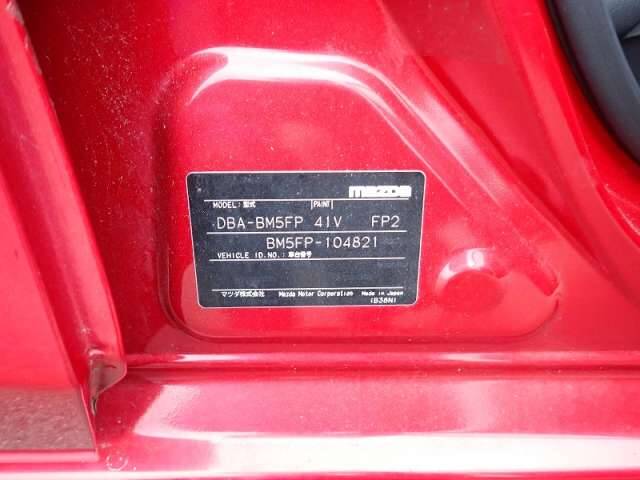 mazda
MODEL: 型式 PAINT
DBA-BM5FP 41V FP2
BM5FP-104821
VEHICLE ID.NO.: 車台番号
マツダ株式会社 Mazda Motor Corporation Made in Japan
(B38N)